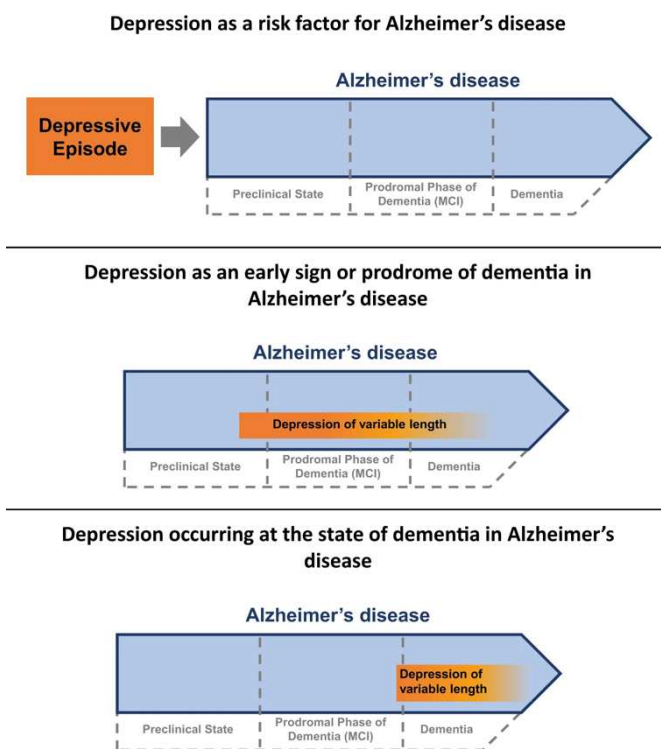 Depression as a risk factor for Alzheimer's disease
Alzheimer's disease
Depressive
Episode
Preclinical State
Prodromal Phase of
Dementia (MCI)
Dementia
Depression as an early sign or prodrome of dementia in
Alzheimer's disease
Alzheimer's disease
Depression of variable length
Preclinical State
Prodromal Phase of
Dementia (MCI)
Dementia
Depression occurring at the state of dementia in Alzheimer's
disease
Alzheimer's disease
Depression of
variable length
Preclinical State
Prodromal Phase of
Dementia (MCI)
Dementia